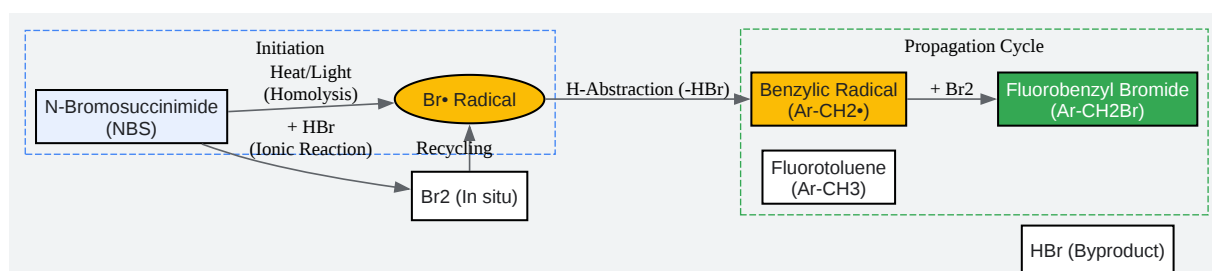 Initiation
Heat/Light
(Homolysis)
N-Bromosuccinimide
(NBS)
+ HBr
(Ionic Reaction)
Br• Radical
Recycling
Br2 (In situ)
H-Abstraction (-HBr)
Propagation Cycle
Benzylic Radical
(Ar-CH2•)
+ Br2
Fluorobenzyl Bromide
(Ar-CH2Br)
Fluorotoluene
(Ar-CH3)
HBr (Byproduct)